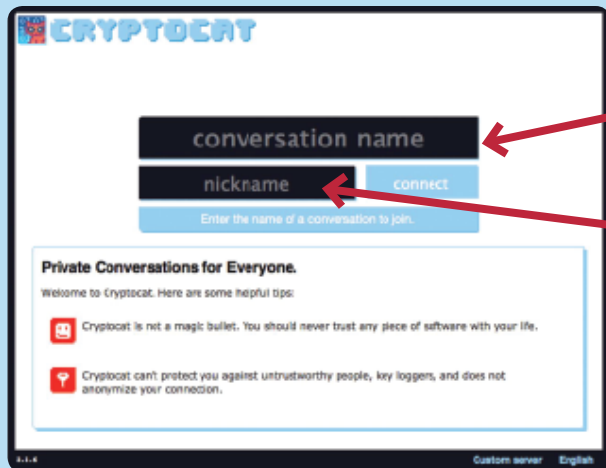 CRYPTOCAT
conversation name
nickname
connect
Enter the name of a conversation to join.
Private Conversations for Everyone.
Welcome to Cryptocat. Here are some helpful tips:
Cryptocat is not a magic bullet. You should never trust any piece of software with your life.
Cryptocat can't protect you against untrustworthy people, key loggers, and does not
anonymize your connection.
Custom server English